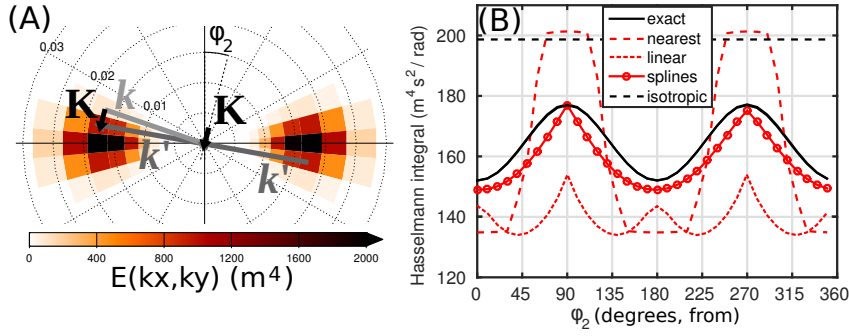 (A)
φ2
0.03
0.02
0.01
K
k
K
k'
k'
0 400 800 1200 1600 2000
E(kx,ky) (m⁴)
(B)
Hasselmann integral (m⁴ s² / rad)
200
180
160
140
120
exact
nearest
linear
splines
isotropic
0 45 90 135 180 225 270 315 360
φ2 (degrees, from)